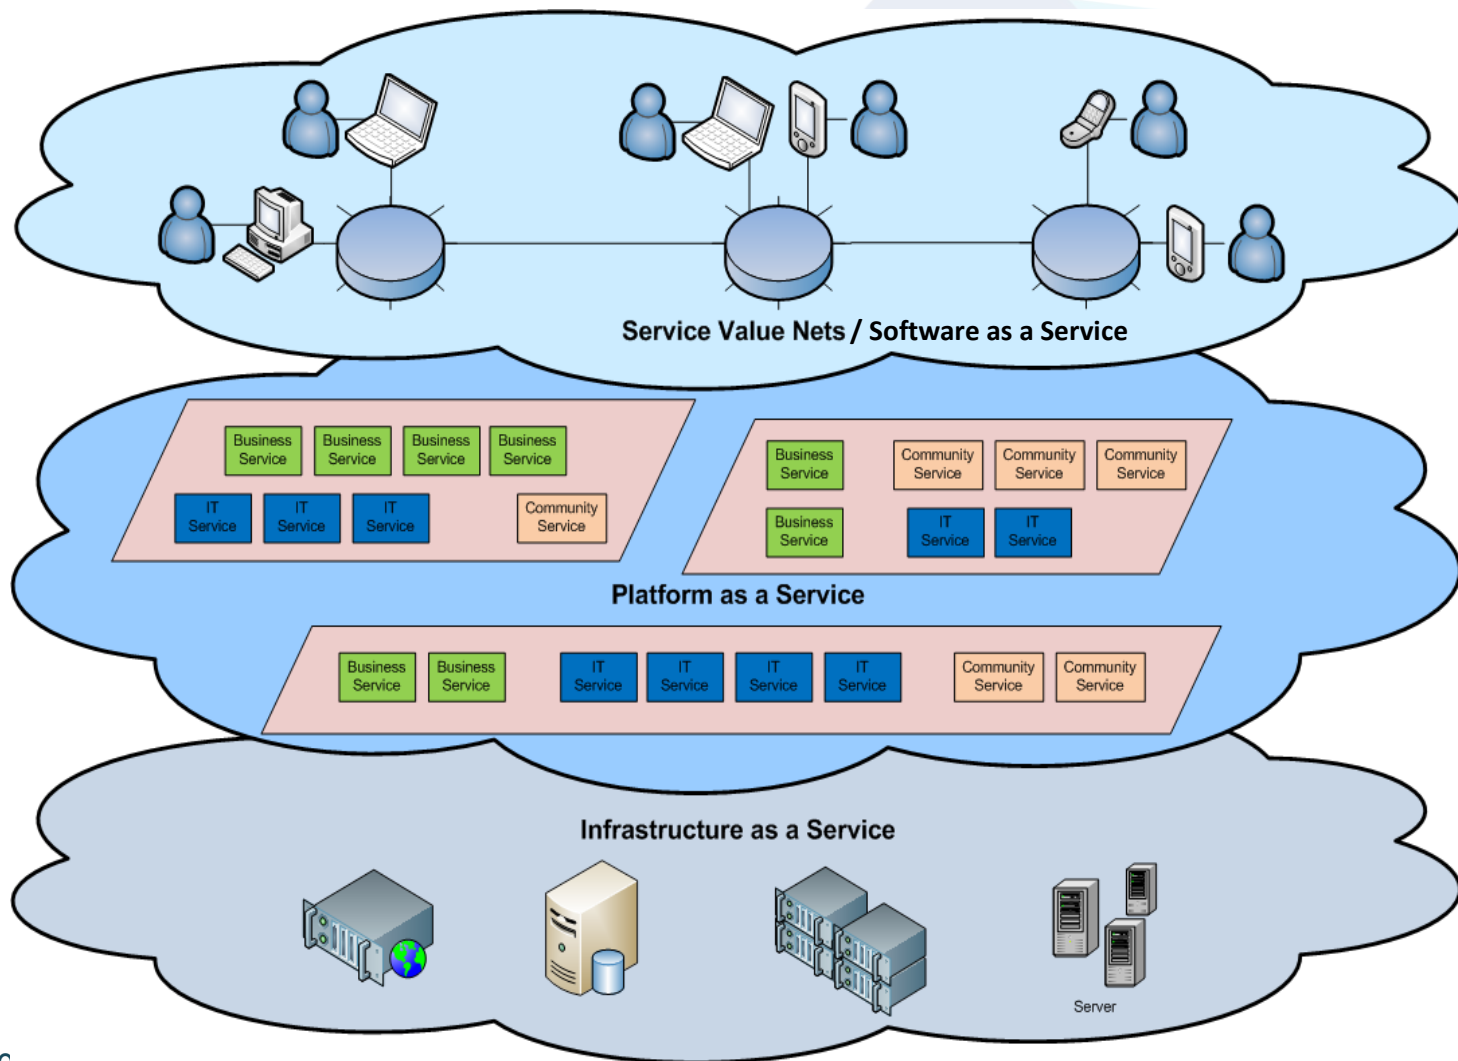 Service Value Nets / Software as a Service
Business
Service
Business
Service
Business
Service
Business
Service
IT
Service
IT
Service
IT
Service
Community
Service
Business
Service
Community
Service
Community
Service
Community
Service
Business
Service
IT
Service
IT
Service
Platform as a Service
Business
Service
Business
Service
IT
Service
IT
Service
IT
Service
IT
Service
Community
Service
Community
Service
Infrastructure as a Service
Server